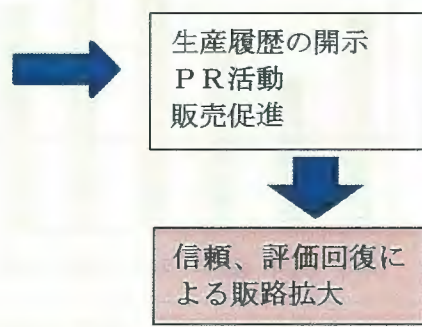 生産履歴の開示
ＰＲ活動
販売促進
信頼、評価回復に
よる販路拡大